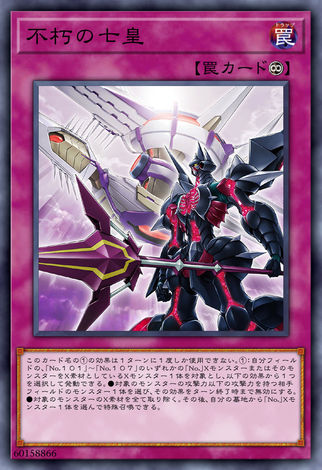 不朽の七皇
罠
トラップ
【罠カード】
このカード名の①の効果は1ターンに1度しか使用できない。①:自分フィール
ドの、「No.101」~「No.107」のいずれかの「No.」Xモンスターまたはそのモ
ンスターをX素材としているXモンスター1体を対象とし、以下の効果から1つ
を選択して発動できる。●対象のモンスターの攻撃力以下の攻撃力を持つ相手
フィールドのモンスター1体を選び、その効果をターン終了時まで無効にする。
●対象のモンスターのX素材を全て取り除く。その後、自分の墓地から「No.」Xモ
ンスター1体を選んで特殊召喚できる。
60158866